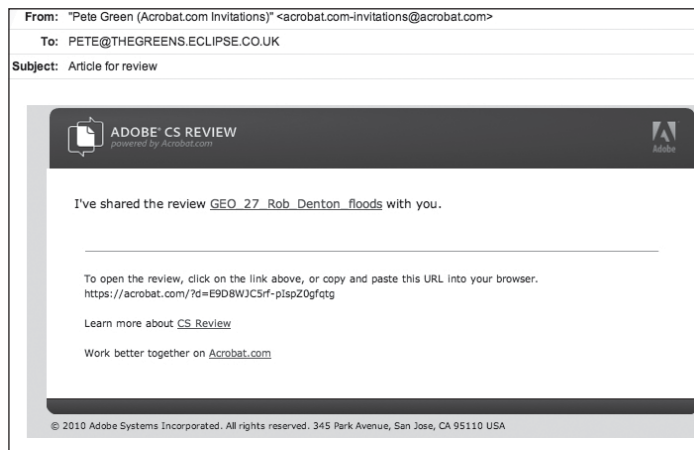 From: "Pete Green (Acrobat.com Invitations)" <acrobat.com-invitations@acrobat.com>
To: PETE@THEGREENS.ECLIPSE.CO.UK
Subject: Article for review
ADOBE® CS REVIEW
powered by Acrobat.com
Adobe
I've shared the review GEO_27_Rob_Denton_floods with you.
To open the review, click on the link above, or copy and paste this URL into your browser.
https://acrobat.com/?d=E9D8WJC5rf-pIspZ0gfqtg
Learn more about CS Review
Work better together on Acrobat.com
© 2010 Adobe Systems Incorporated. All rights reserved. 345 Park Avenue, San Jose, CA 95110 USA